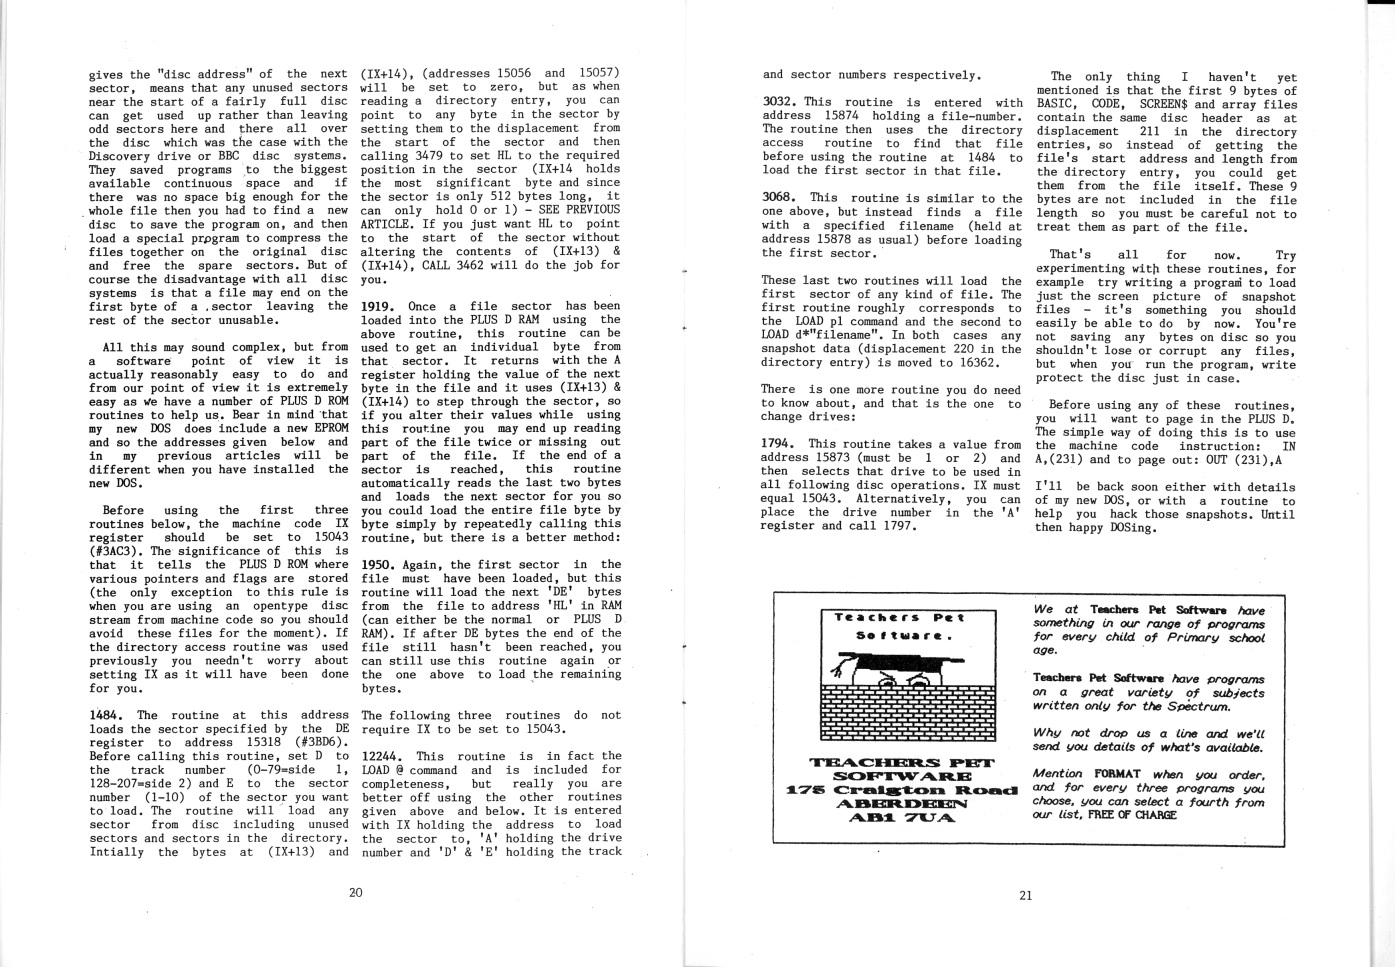 gives the "disc address" of the next
sector, means that any unused sectors
near the start of a fairly full disc
can get used up rather than leaving
odd sectors here and there all over
the disc which was the case with the
Discovery drive or BBC disc systems.
They saved programs to the biggest
available continuous space and if
there was no space big enough for the
whole file then you had to find a new
disc to save the program on, and then
load a special program to compress the
files together on the original disc
and free the spare sectors. But of
course the disadvantage with all disc
systems is that a file may end on the
first byte of a sector leaving the
rest of the sector unusable.
All this may sound complex, but from
a software point of view it is
actually reasonably easy to do and
from our point of view it is extremely
easy as we have a number of PLUS D ROM
routines to help us. Bear in mind that
my new DOS does include a new EPROM
and so the addresses given below and
in my previous articles will be
different when you have installed the
new DOS.
Before using the first three
routines below, the machine code IX
register should be set to 15043
(#3AC3). The significance of this is
that it tells the PLUS D ROM where
various pointers and flags are stored
(the only exception to this rule is
when you are using an opentype disc
stream from machine code so you should
avoid these files for the moment). If
the directory access routine was used
previously you needn't worry about
setting IX as it will have been done
for you.
1484. The routine at this address
loads the sector specified by the DE
register to address 15318 (#3BD6).
Before calling this routine, set D to
the track number (0-79=side 1,
128-207=side 2) and E to the sector
number (1-10) of the sector you want
to load. The routine will load any
sector from disc including unused
sectors and sectors in the directory.
Intially the bytes at (IX+13) and
(IX+14), (addresses 15056 and 15057)
will be set to zero, but as when
reading a directory entry, you can
point to any byte in the sector by
setting them to the displacement from
the start of the sector and then
calling 3479 to set HL to the required
position in the sector (IX+14 holds
the most significant byte and since
the sector is only 512 bytes long, it
can only hold 0 or 1) - SEE PREVIOUS
ARTICLE. If you just want HL to point
to the start of the sector without
altering the contents of (IX+13) &
(IX+14), CALL 3462 will do the job for
you.
1919. Once a file sector has been
loaded into the PLUS D RAM using the
above routine, this routine can be
used to get an individual byte from
that sector. It returns with the A
register holding the value of the next
byte in the file and it uses (IX+13) &
(IX+14) to step through the sector, so
if you alter their values while using
this routine you may end up reading
part of the file twice or missing out
part of the file. If the end of a
sector is reached, this routine
automatically reads the last two bytes
and loads the next sector for you so
you could load the entire file byte by
byte simply by repeatedly calling this
routine, but there is a better method:
1950. Again, the first sector in the
file must have been loaded, but this
routine will load the next 'DE' bytes
from the file to address 'HL' in RAM
(can either be the normal or PLUS D
RAM). If after DE bytes the end of the
file still hasn't been reached, you
can still use this routine again or
the one above to load the remaining
bytes.
The following three routines do not
require IX to be set to 15043.
12244. This routine is in fact the
LOAD @ command and is included for
completeness, but really you are
better off using the other routines
given above and below. It is entered
with IX holding the address to load
the sector to, 'A' holding the drive
number and 'D' & 'E' holding the track
20
and sector numbers respectively.
3032. This routine is entered with
address 15874 holding a file-number.
The routine then uses the directory
access routine to find that file
before using the routine at 1484 to
load the first sector in that file.
3068. This routine is similar to the
one above, but instead finds a file
with a specified filename (held at
address 15878 as usual) before loading
the first sector.
These last two routines will load the
first sector of any kind of file. The
first routine roughly corresponds to
the LOAD p1 command and the second to
LOAD d*"filename". In both cases any
snapshot data (displacement 220 in the
directory entry) is moved to 16362.
There is one more routine you do need
to know about, and that is the one to
change drives:
1794. This routine takes a value from
address 15873 (must be 1 or 2) and
then selects that drive to be used in
all following disc operations. IX must
equal 15043. Alternatively, you can
place the drive number in the 'A'
register and call 1797.
The only thing I haven't yet
mentioned is that the first 9 bytes of
BASIC, CODE, SCREEN$ and array files
contain the same disc header as at
displacement 211 in the directory
entries, so instead of getting the
file's start address and length from
the directory entry, you could get
them from the file itself. These 9
bytes are not included in the file
length so you must be careful not to
treat them as part of the file.
That's all for now. Try
experimenting with these routines, for
example try writing a program to load
just the screen picture of snapshot
files - it's something you should
easily be able to do by now. You're
not saving any bytes on disc so you
shouldn't lose or corrupt any files,
but when you run the program, write
protect the disc just in case.
Before using any of these routines,
you will want to page in the PLUS D.
The simple way of doing this is to use
the machine code instruction: IN
A,(231) and to page out: OUT (231),A
I'll be back soon either with details
of my new DOS, or with a routine to
help you hack those snapshots. Until
then happy DOSing.
Teachers Pet
Software.
TEACHERS PET
SOFTWARE
175 Craigton Road
ABERDEEN
AB1 7UA
We at Teachers Pet Software have
something in our range of programs
for every child of Primary school
age.
Teachers Pet Software have programs
on a great variety of subjects
written only for the Spectrum.
Why not drop us a line and we'll
send you details of what's available.
Mention FORMAT when you order,
and for every three programs you
choose, you can select a fourth from
our list, FREE OF CHARGE
21